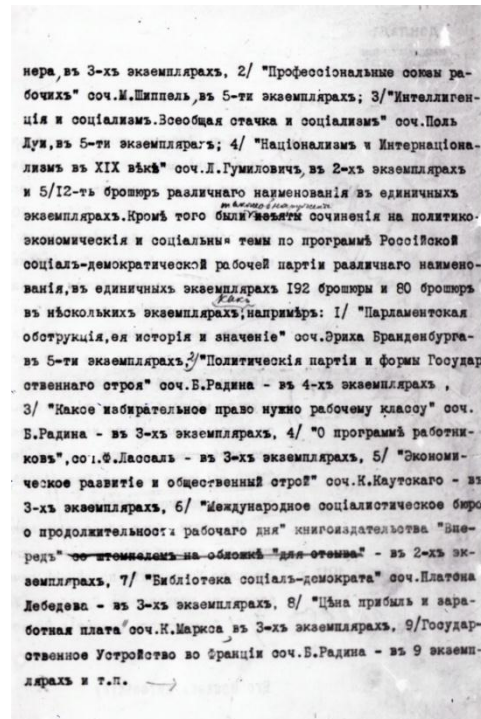 нера, въ 3-хъ экземплярахъ, 2/ "Профессіональные союзы ра-
бочихъ" соч.М.Шиппель, въ 5-ти экземплярахъ; 3/"Интеллиген-
ція и соціализмъ.Всеобщая стачка и соціализмъ" соч.Поль
Луи,въ 5-ти экземплярагъ; 4/ "Націонализмъ и Интернаціона-
лизмъ въ XIX вѣкѣ" соч.Л.Гумиловичъ, въ 2-хъ экземплярахъ
и 5/12-ть брошюръ различнаго наименованія въ единичныхъ
экземплярахъ.Кроме того были взяты сочиненія на политико-
экономическія и соціальныя темы по программѣ Россійской
соціалъ-демократической рабочей партіи различнаго наимено-
ванія,въ единичныхъ экземплярахъ 192 брошюры и 80 брошюръ
какъ
въ нѣсколькихъ экземплярахъ,напримѣръ: 1/ "Парламентская
обструкція,ея исторія и значеніе" соч.Эриха Бранденбурга-
въ 5-ти экземплярахъ, 2/"Политическія партіи и формы Государ
ственнаго строя" соч.Б.Радина - въ 4-хъ экземплярахъ ,
3/ "Какое избирательное право нужно рабочему классу" соч.
Б.Радина - въ 3-хъ экземплярахъ, 4/ "О программѣ работни-
ковъ",соч.Ф.Лассаль - въ 3-хъ экземплярахъ, 5/ "Экономи-
ческое развитіе и общественный строй" соч.К.Каутскаго - въ
3-хъ экземплярахъ, 6/ "Международное соціалистическое бюро
о продолжительности рабочаго дня" книгоиздательства "Впе-
редъ" со штемпелемъ на обложкѣ "для отзыва" - въ 2-хъ эк-
земплярахъ, 7/ "Библіотека соціалъ-демократа" соч.Платона
Лебедева - въ 3-хъ экземплярахъ, 8/ "Цѣна прибыль и зара-
ботная плата" соч.К.Маркса въ 3-хъ экземплярахъ, 9/Государ-
ственное Устройство во Франціи соч.Б.Радина - въ 9 экземп-
лярахъ и т.п.